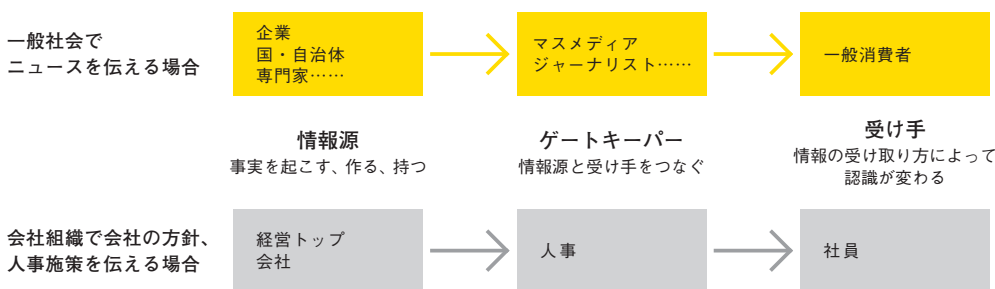 一般社会で
ニュースを伝える場合
企業
国・自治体
専門家……
マスメディア
ジャーナリスト……
一般消費者
情報源
事実を起こす、作る、持つ
ゲートキーパー
情報源と受け手をつなぐ
受け手
情報の受け取り方によって
認識が変わる
会社組織で会社の方針、
人事施策を伝える場合
経営トップ
会社
人事
社員